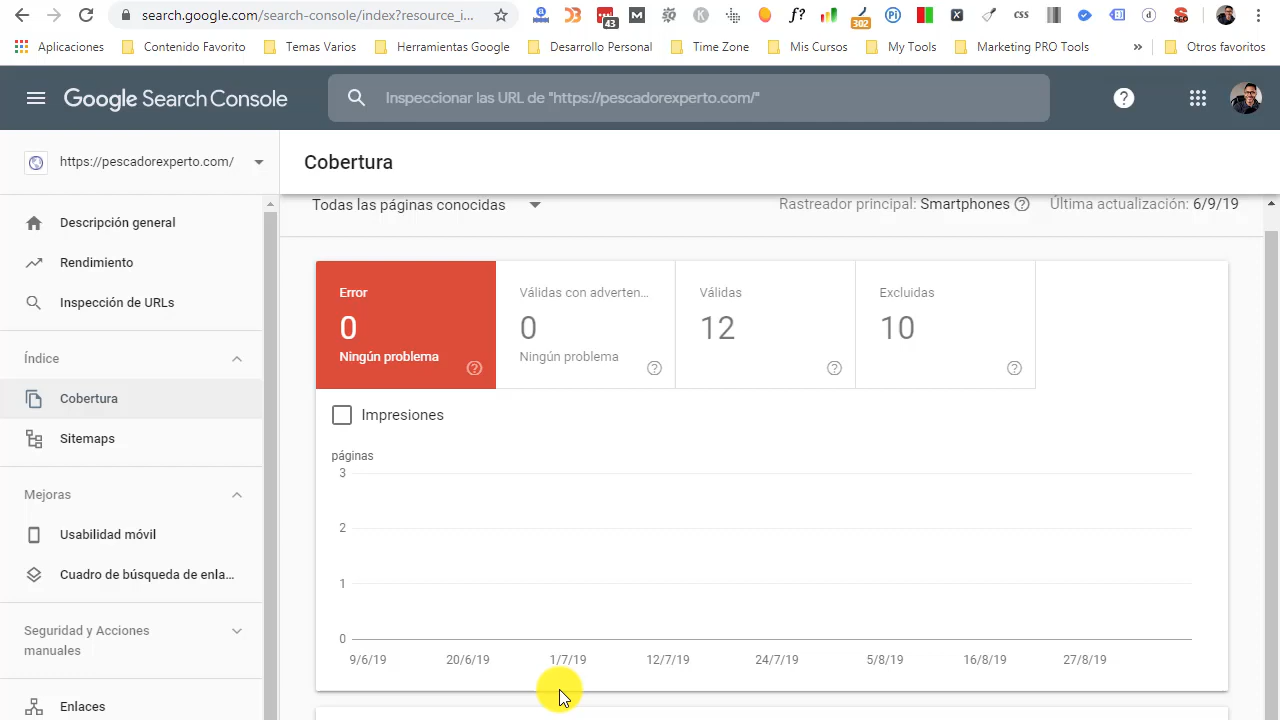 search.google.com/search-console/index?resource_i...
43
M
K
f?
302
Pi
X
css
d
SEO
Aplicaciones
Contenido Favorito
Temas Varios
Herramientas Google
Desarrollo Personal
Time Zone
Mis Cursos
My Tools
Marketing PRO Tools
»
Otros favoritos
Google Search Console
Inspeccionar las URL de "https://pescadorexperto.com/"
https://pescadorexperto.com/
Cobertura
Descripción general
Rendimiento
Inspección de URLs
Índice
Cobertura
Sitemaps
Mejoras
Usabilidad móvil
Cuadro de búsqueda de enla...
Seguridad y Acciones
manuales
Enlaces
Todas las páginas conocidas
Rastreador principal: Smartphones
Última actualización: 6/9/19
Error
0
Ningún problema
Válidas con adverten...
0
Ningún problema
Válidas
12
Excluidas
10
Impresiones
páginas
3
2
1
0
9/6/19 20/6/19 1/7/19 12/7/19 24/7/19 5/8/19 16/8/19 27/8/19